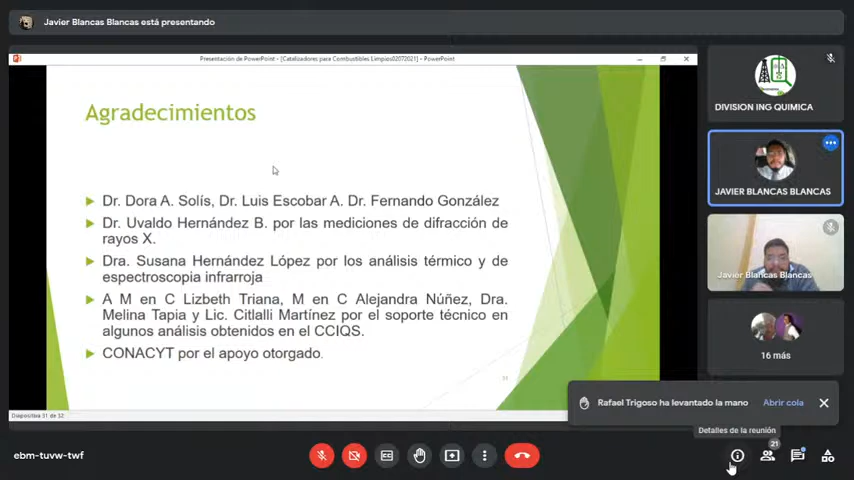 Javier Blancas Blancas está presentando
Presentación de PowerPoint - [Catalizadores para Combustibles Limpios02072021] - PowerPoint
Agradecimientos
Dr. Dora A. Solís, Dr. Luis Escobar A. Dr. Fernando González
Dr. Uvaldo Hernández B. por las mediciones de difracción de
rayos X.
Dra. Susana Hernández López por los análisis térmico y de
espectroscopia infrarroja
A M en C Lizbeth Triana, M en C Alejandra Núñez, Dra.
Melina Tapia y Lic. Citlalli Martínez por el soporte técnico en
algunos análisis obtenidos en el CCIQS.
CONACYT por el apoyo otorgado.
31
Diapositiva 31 de 32
DIVISION ING QUIMICA
JAVIER BLANCAS BLANCAS
Javier Blancas Blancas
16 más
Rafael Trigoso ha levantado la mano
Abrir cola
Detalles de la reunión
21
ebm-tuvw-twf